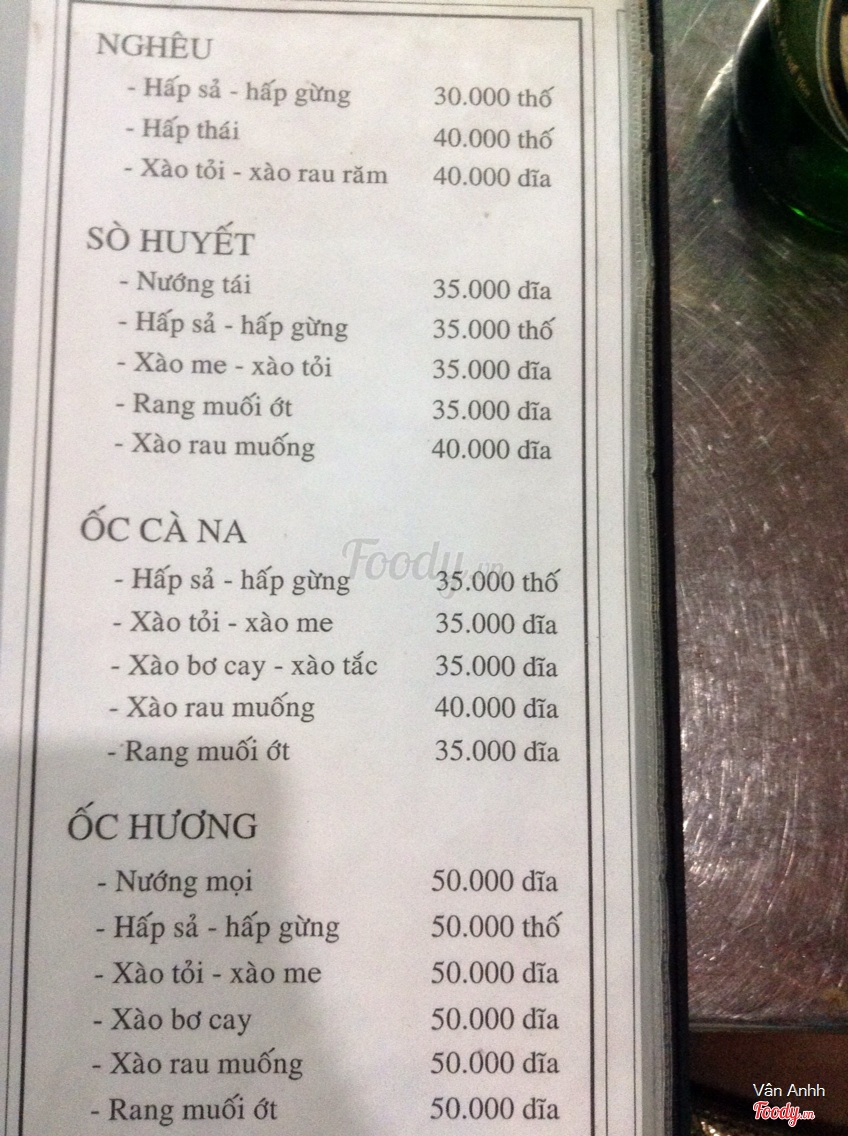 NGHÊU
- Hấp sả - hấp gừng 30.000 thố
- Hấp thái 40.000 thố
- Xào tỏi - xào rau răm 40.000 dĩa
SÒ HUYẾT
- Nướng tái 35.000 dĩa
- Hấp sả - hấp gừng 35.000 thố
- Xào me - xào tỏi 35.000 dĩa
- Rang muối ớt 35.000 dĩa
- Xào rau muống 40.000 dĩa
ỐC CÀ NA
Foody.vn
- Hấp sả - hấp gừng 35.000 thố
- Xào tỏi - xào me 35.000 dĩa
- Xào bơ cay - xào tắc 35.000 dĩa
- Xào rau muống 40.000 dĩa
- Rang muối ớt 35.000 dĩa
ỐC HƯƠNG
- Nướng mọi 50.000 dĩa
- Hấp sả - hấp gừng 50.000 thố
- Xào tỏi - xào me 50.000 dĩa
- Xào bơ cay 50.000 dĩa
- Xào rau muống 50.000 dĩa
- Rang muối ớt 50.000 dĩa
Vân Anhh
Foody.vn